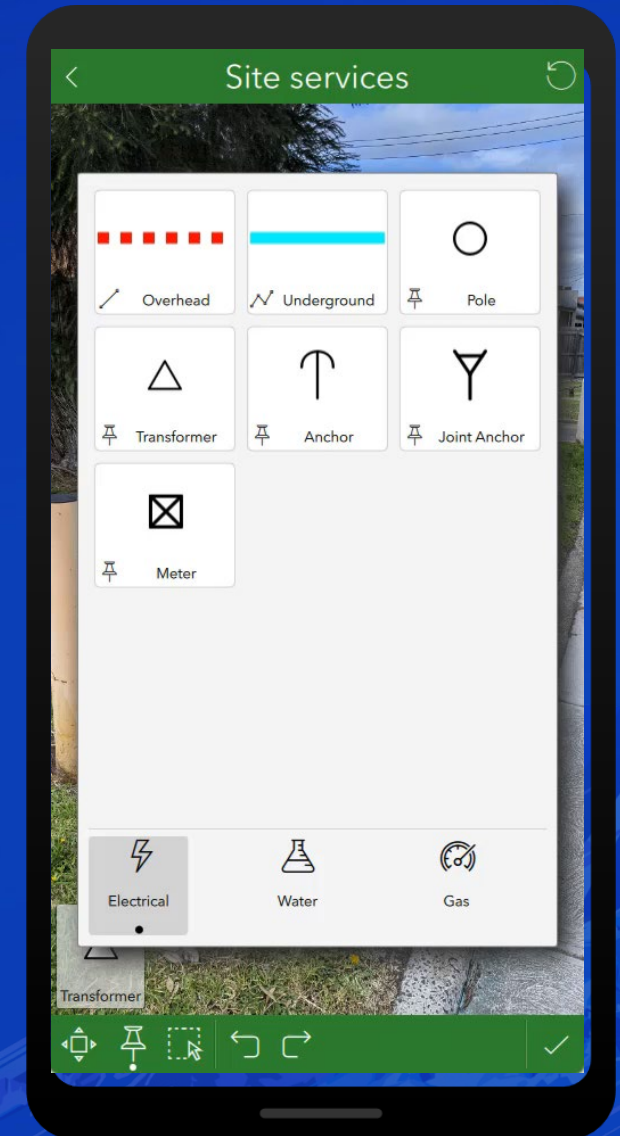 Site services
Overhead
Underground
Pole
Transformer
Anchor
Joint Anchor
Meter
Electrical
Water
Gas
Transformer